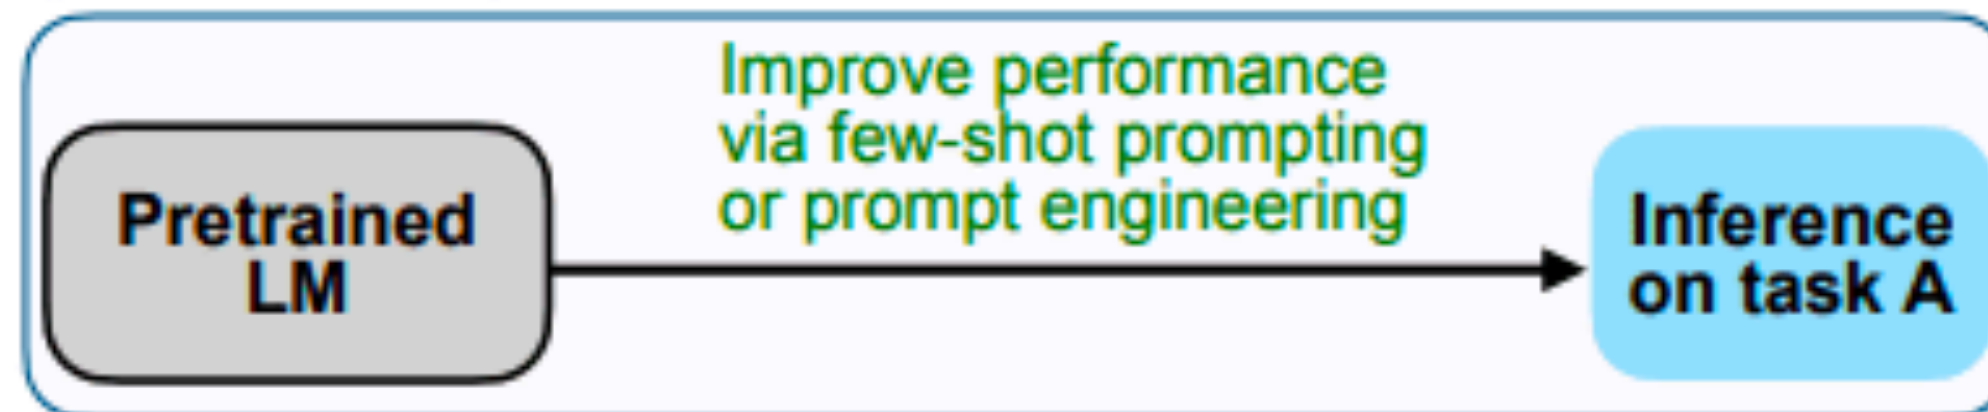 Improve performance
via few-shot prompting
or prompt engineering
Pretrained
LM
Inference
on task A